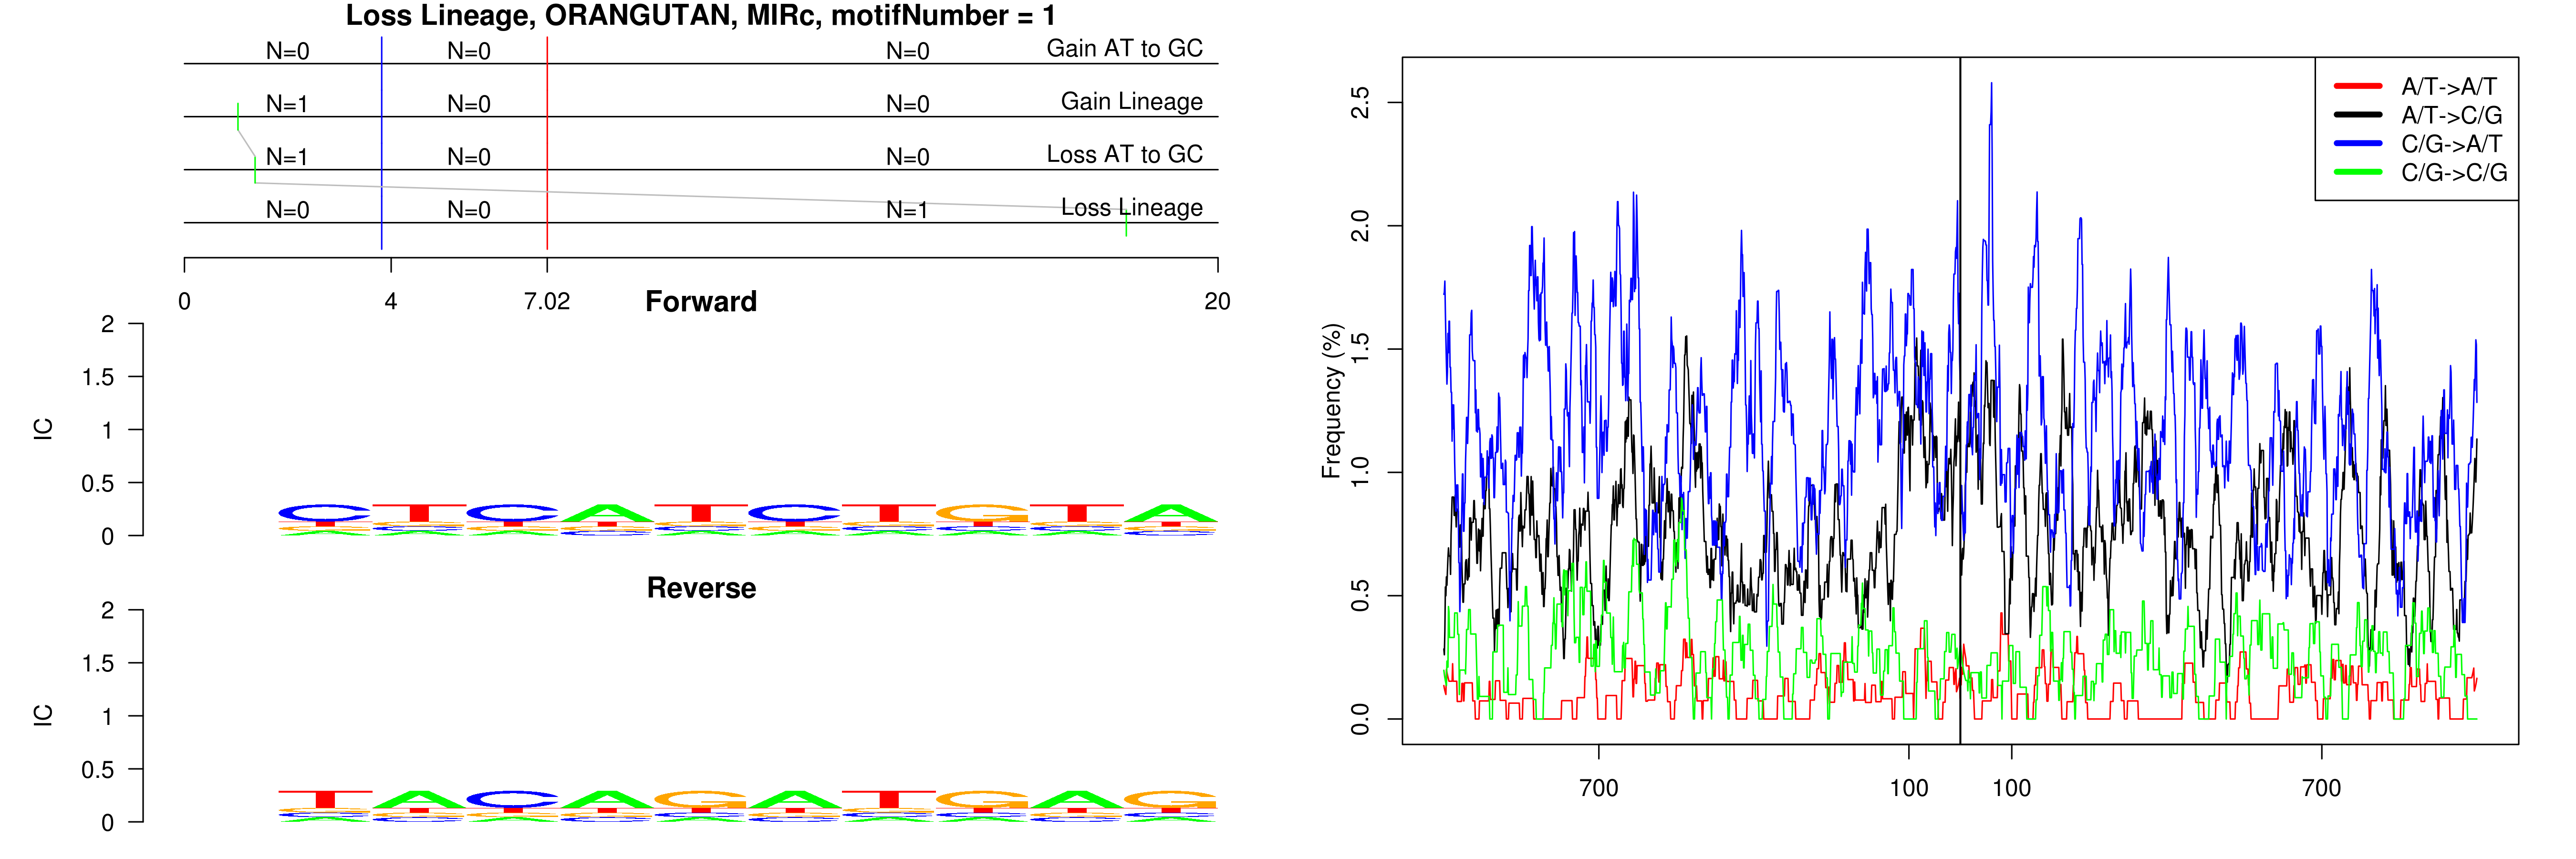 Loss Lineage, ORANGUTAN, MIRc, motifNumber = 1
N=0 N=0 N=0 Gain AT to GC
N=1 N=0 N=0 Gain Lineage
N=1 N=0 N=0 Loss AT to GC
N=0 N=0 N=1 Loss Lineage
0 4 7.02 20
Forward
2
1.5
1
0.5
0
IC
CTCATCTGTA
Reverse
2
1.5
1
0.5
0
IC
TACAGATGAG
A/T->A/T
A/T->C/G
C/G->A/T
C/G->C/G
Frequency (%)
2.5
2.0
1.5
1.0
0.5
0.0
700 100 100 700